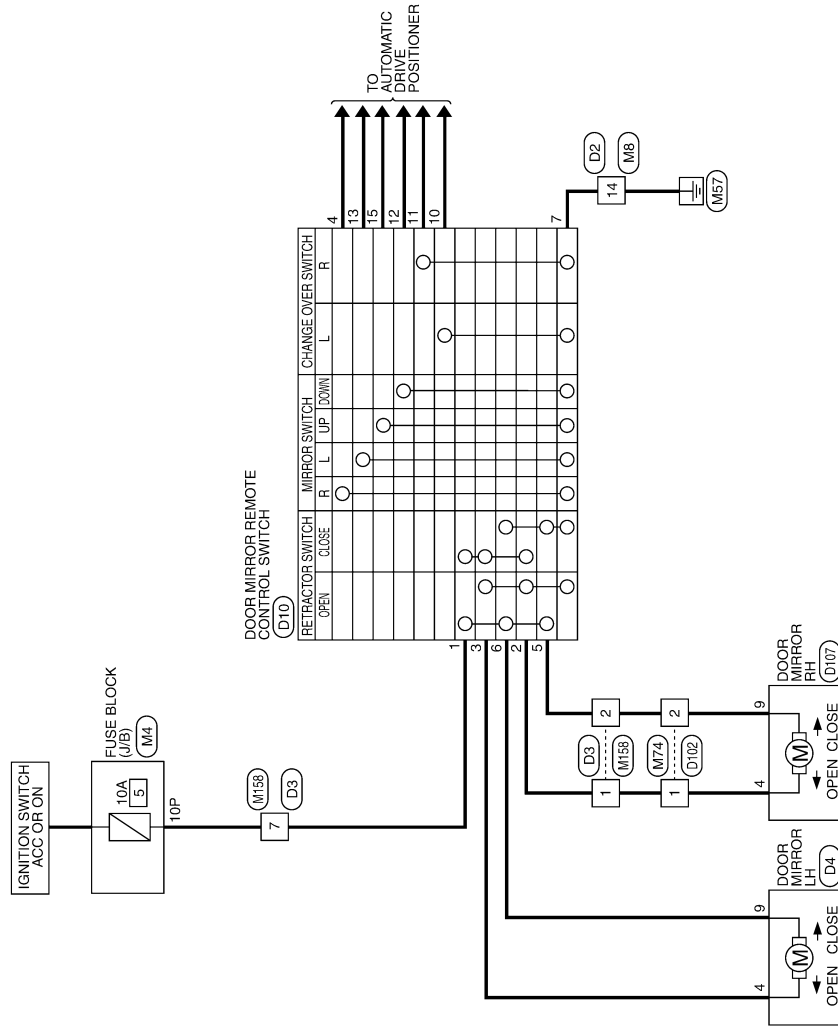 IGNITION SWITCH
ACC OR ON
FUSE BLOCK
(J/B)
M4
10A
5
10P
M158
7
D3
DOOR MIRROR REMOTE
CONTROL SWITCH
D10
RETRACTOR SWITCH
MIRROR SWITCH
CHANGE OVER SWITCH
OPEN
CLOSE
R
L
UP
DOWN
L
R
4
13
15
12
11
10
7
TO
AUTOMATIC
DRIVE
POSITIONER
D2
14
M8
M57
1
3
6
2
5
D3
1
2
M158
M74
1
2
D102
DOOR
MIRROR
LH
D4
4
9
M
OPEN CLOSE
DOOR
MIRROR
RH
D107
4
9
M
OPEN CLOSE